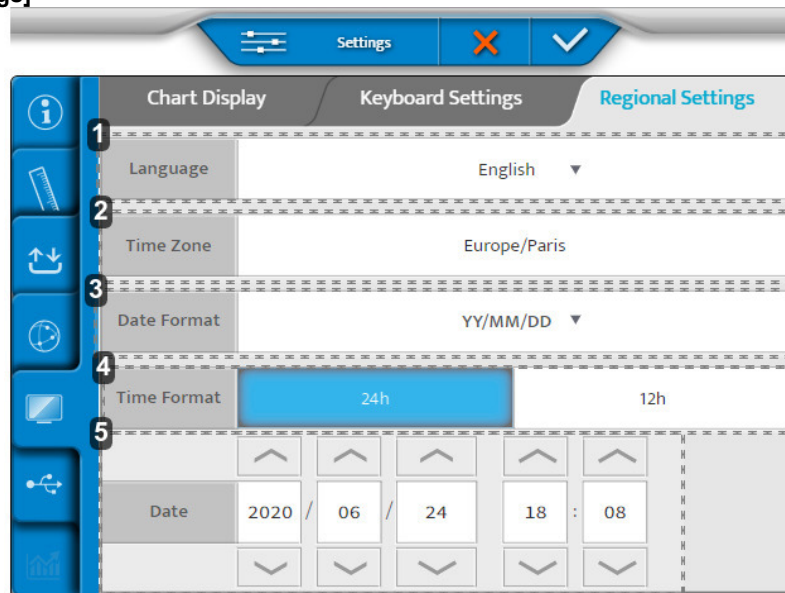 Settings
Chart Display Keyboard Settings Regional Settings
1
Language English ▼
2
Time Zone Europe/Paris
3
Date Format YY/MM/DD ▼
4
Time Format 24h 12h
5
Date 2020 / 06 / 24 18 : 08